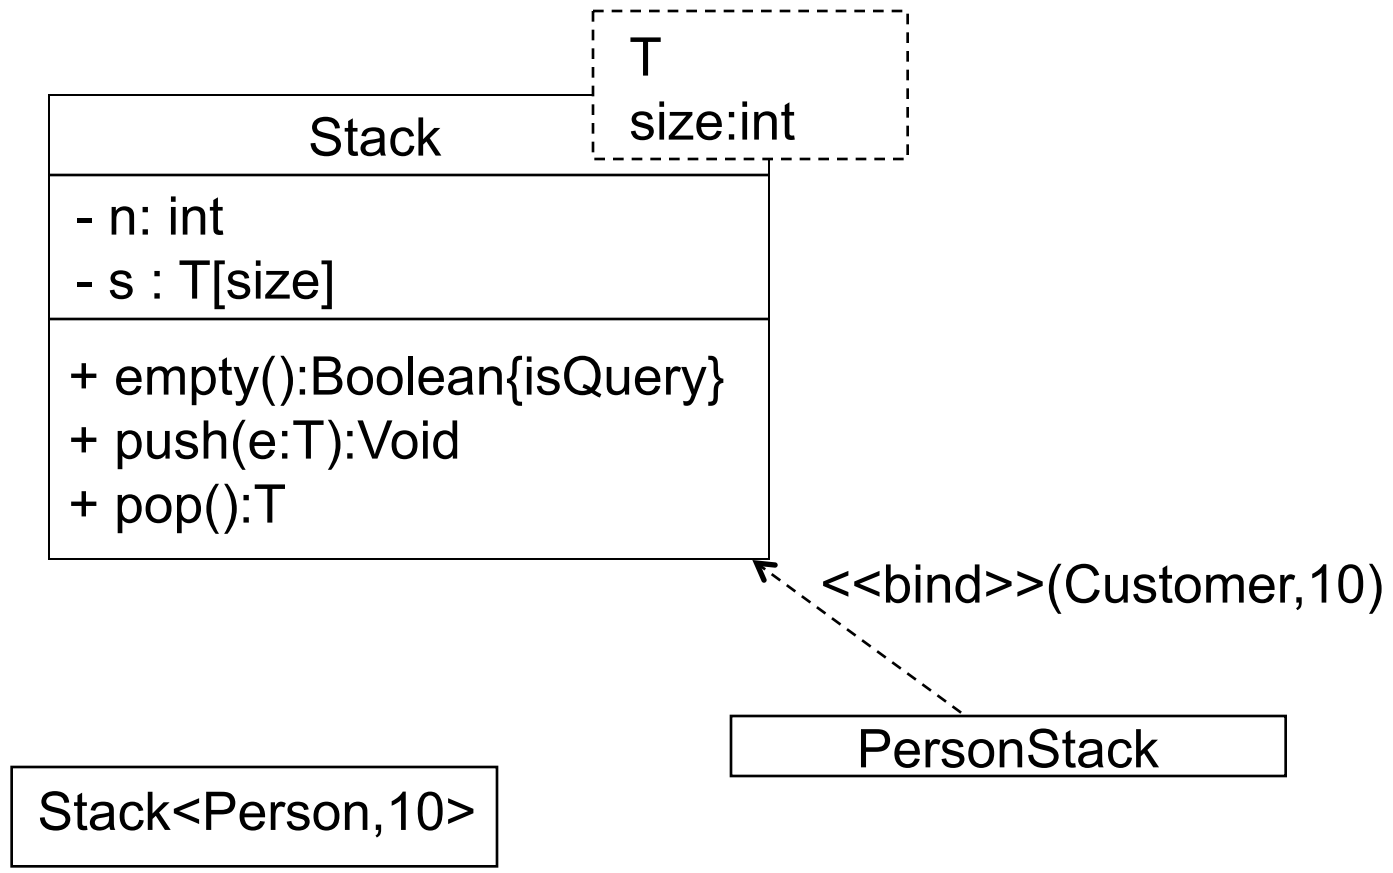 T
size:int
Stack
- n: int
- s : T[size]
+ empty():Boolean{isQuery}
+ push(e:T):Void
+ pop():T
<<bind>>(Customer,10)
PersonStack
Stack<Person,10>